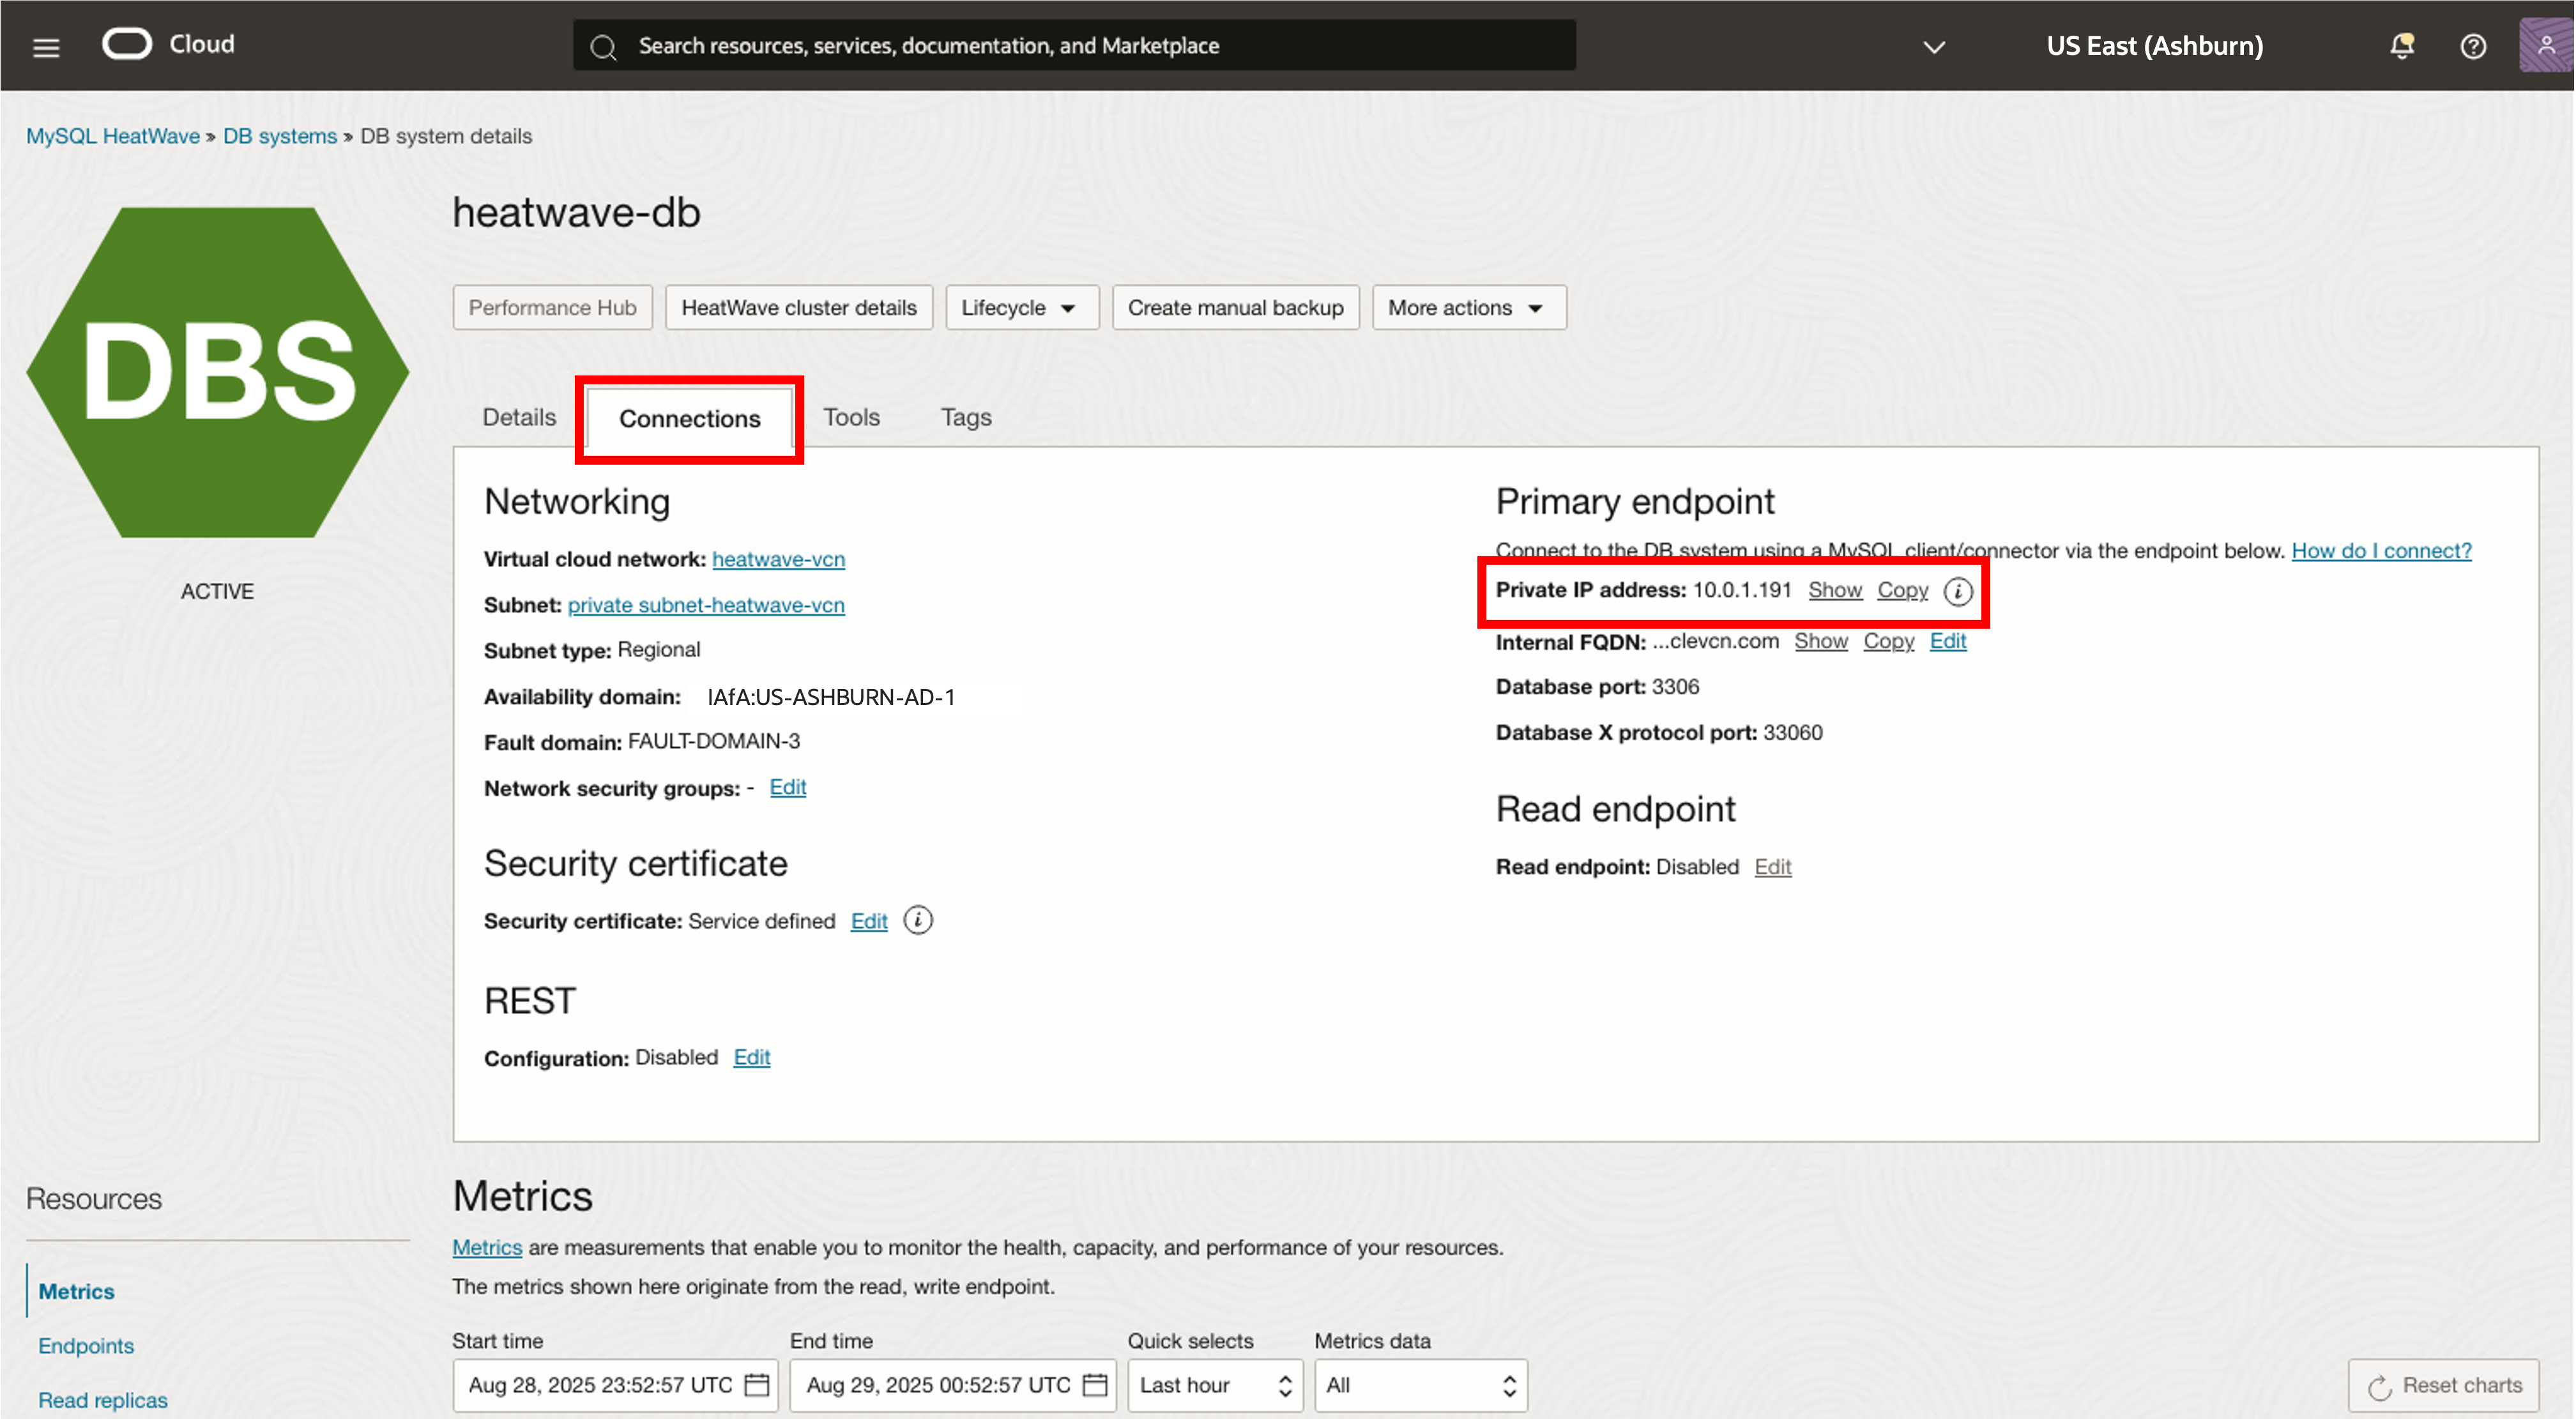 Cloud
Search resources, services, documentation, and Marketplace
US East (Ashburn)
MySQL HeatWave » DB systems » DB system details
DBS
ACTIVE
heatwave-db
Performance Hub
HeatWave cluster details
Lifecycle
Create manual backup
More actions
Details
Connections
Tools
Tags
Networking
Virtual cloud network: heatwave-vcn
Subnet: private subnet-heatwave-vcn
Subnet type: Regional
Availability domain: IAfA:US-ASHBURN-AD-1
Fault domain: FAULT-DOMAIN-3
Network security groups: - Edit
Security certificate
Security certificate: Service defined Edit
REST
Configuration: Disabled Edit
Primary endpoint
Connect to the DB system using a MySQL client/connector via the endpoint below. How do I connect?
Private IP address: 10.0.1.191 Show Copy
Internal FQDN: ...clevcn.com Show Copy Edit
Database port: 3306
Database X protocol port: 33060
Read endpoint
Read endpoint: Disabled Edit
Resources
Metrics
Endpoints
Read replicas
Metrics
Metrics are measurements that enable you to monitor the health, capacity, and performance of your resources.
The metrics shown here originate from the read, write endpoint.
Start time
Aug 28, 2025 23:52:57 UTC
End time
Aug 29, 2025 00:52:57 UTC
Quick selects
Last hour
Metrics data
All
Reset charts